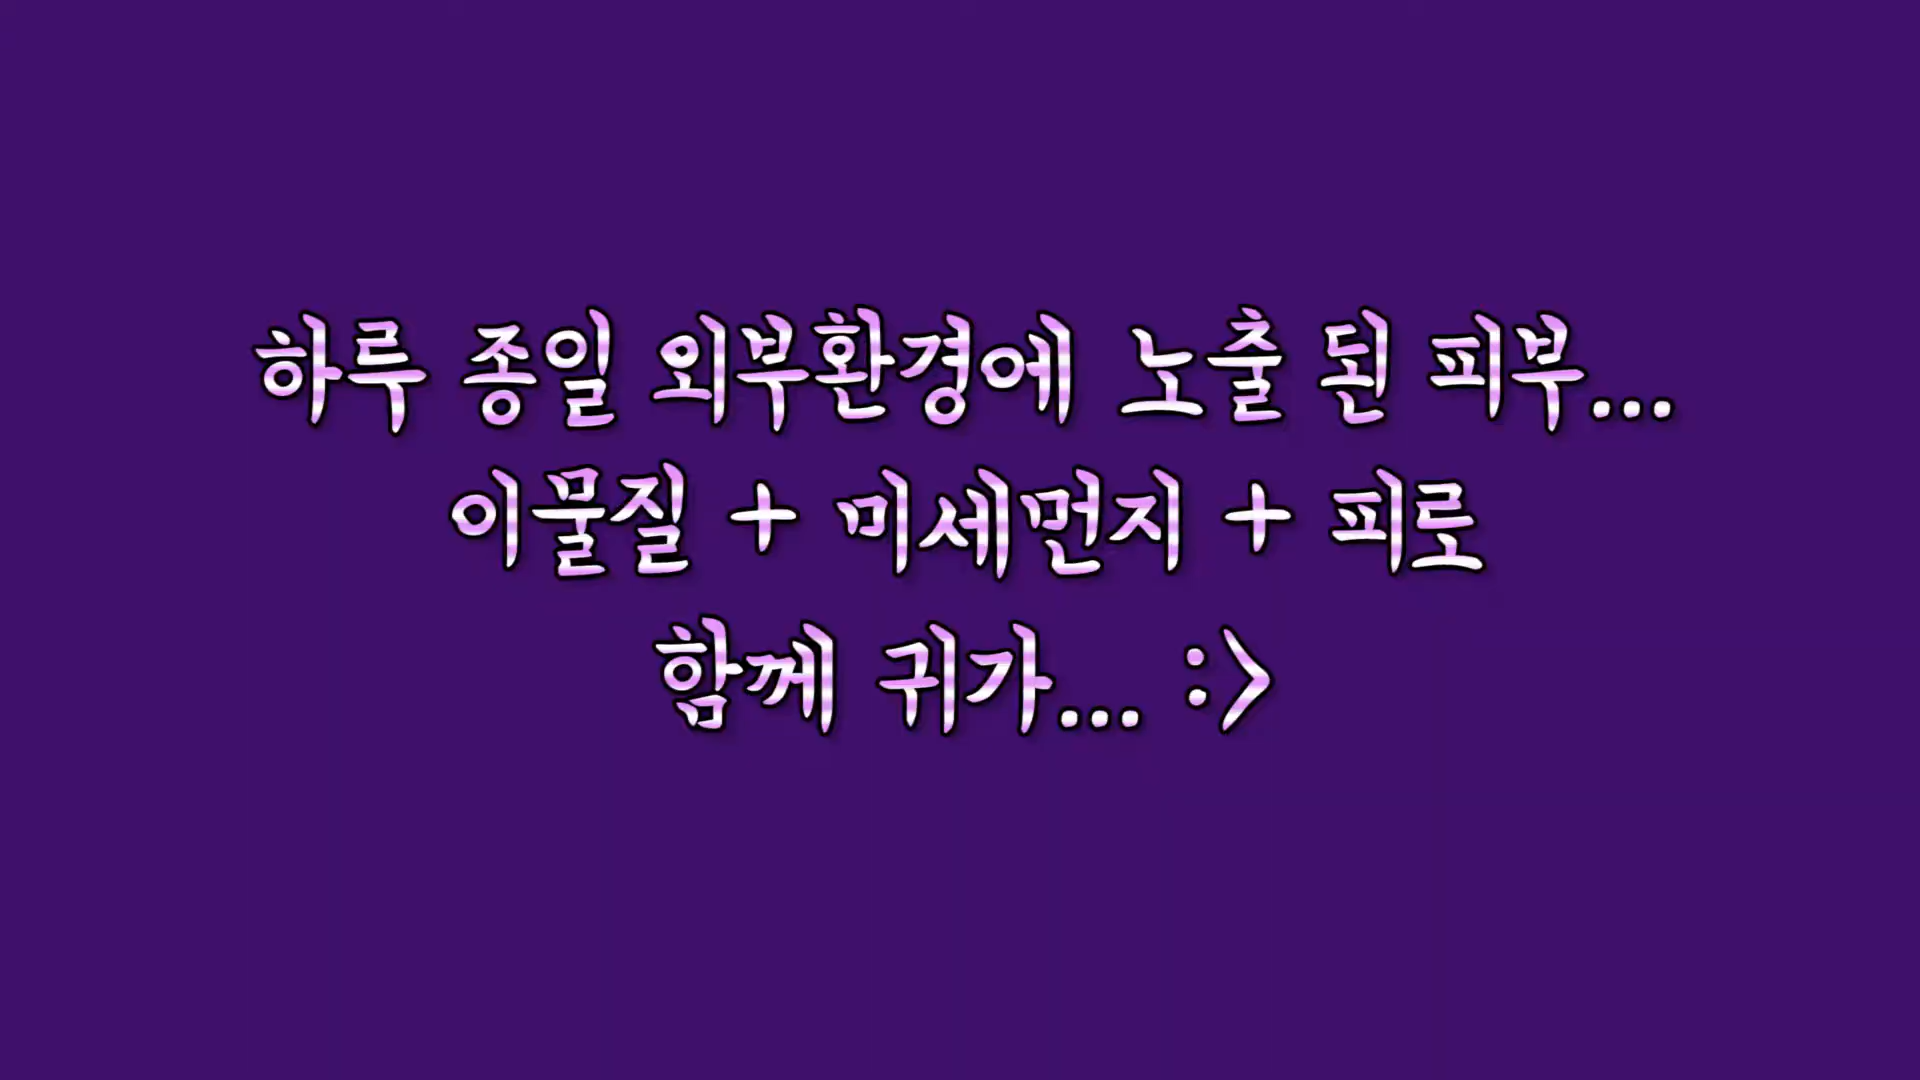 하루 종일 외부환경에 노출 된 피부...
이물질 + 미세먼지 + 피로
함께 귀가... :>